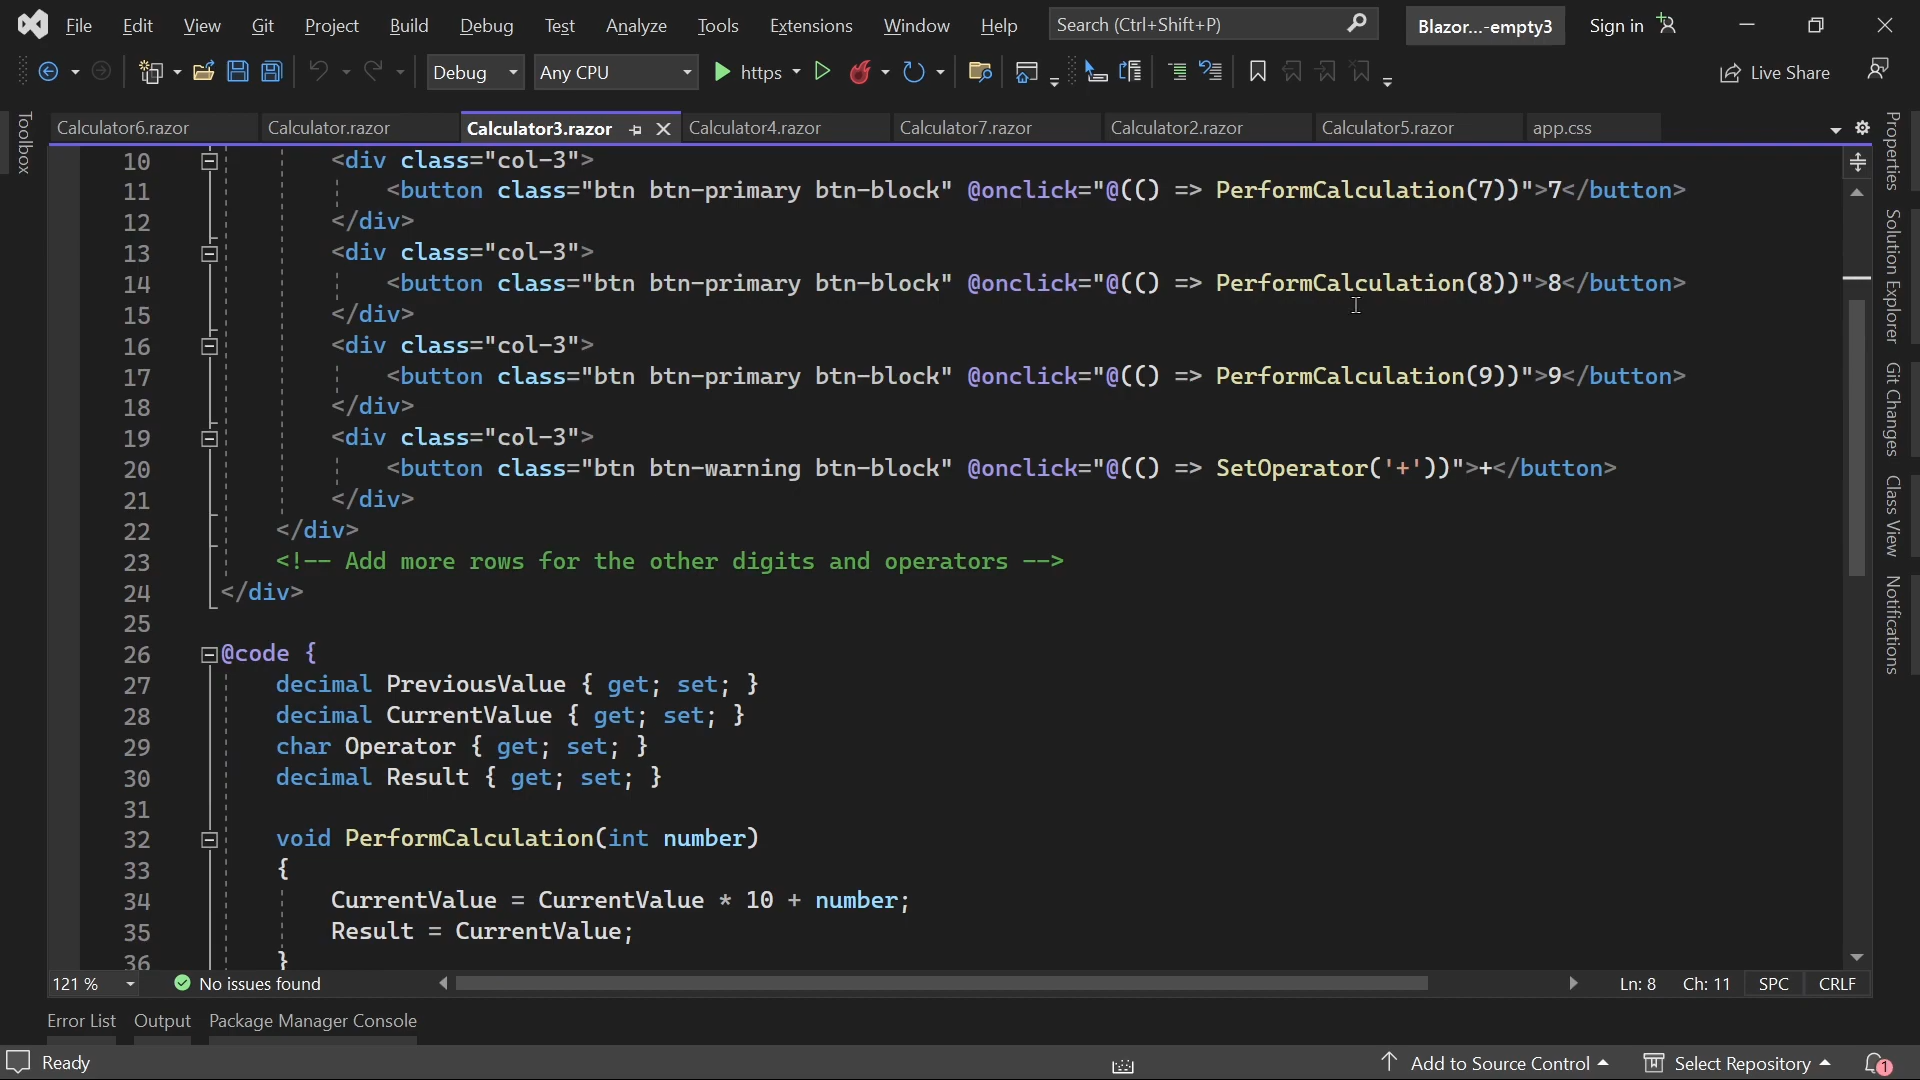 File Edit View Git Project Build Debug Test Analyze Tools Extensions Window Help Search (Ctrl+Shift+P) Blazor...-empty3 Sign in
Debug Any CPU https Live Share
Calculator6.razor Calculator.razor Calculator3.razor Calculator4.razor Calculator7.razor Calculator2.razor Calculator5.razor app.css
Toolbox
10 <div class="col-3">
11 <button class="btn btn-primary btn-block" @onclick="@(() => PerformCalculation(7))">7</button>
12 </div>
13 <div class="col-3">
14 <button class="btn btn-primary btn-block" @onclick="@(() => PerformCalculation(8))">8</button>
15 </div>
16 <div class="col-3">
17 <button class="btn btn-primary btn-block" @onclick="@(() => PerformCalculation(9))">9</button>
18 </div>
19 <div class="col-3">
20 <button class="btn btn-warning btn-block" @onclick="@(() => SetOperator('+'))">+</button>
21 </div>
22 </div>
23 <!-- Add more rows for the other digits and operators -->
24 </div>
25
26 @code {
27 decimal PreviousValue { get; set; }
28 decimal CurrentValue { get; set; }
29 char Operator { get; set; }
30 decimal Result { get; set; }
31
32 void PerformCalculation(int number)
33 {
34 CurrentValue = CurrentValue * 10 + number;
35 Result = CurrentValue;
36 }
Properties
Solution Explorer
Git Changes
Class View
Notifications
121 % No issues found Ln: 8 Ch: 11 SPC CRLF
Error List Output Package Manager Console
Ready Add to Source Control Select Repository 1